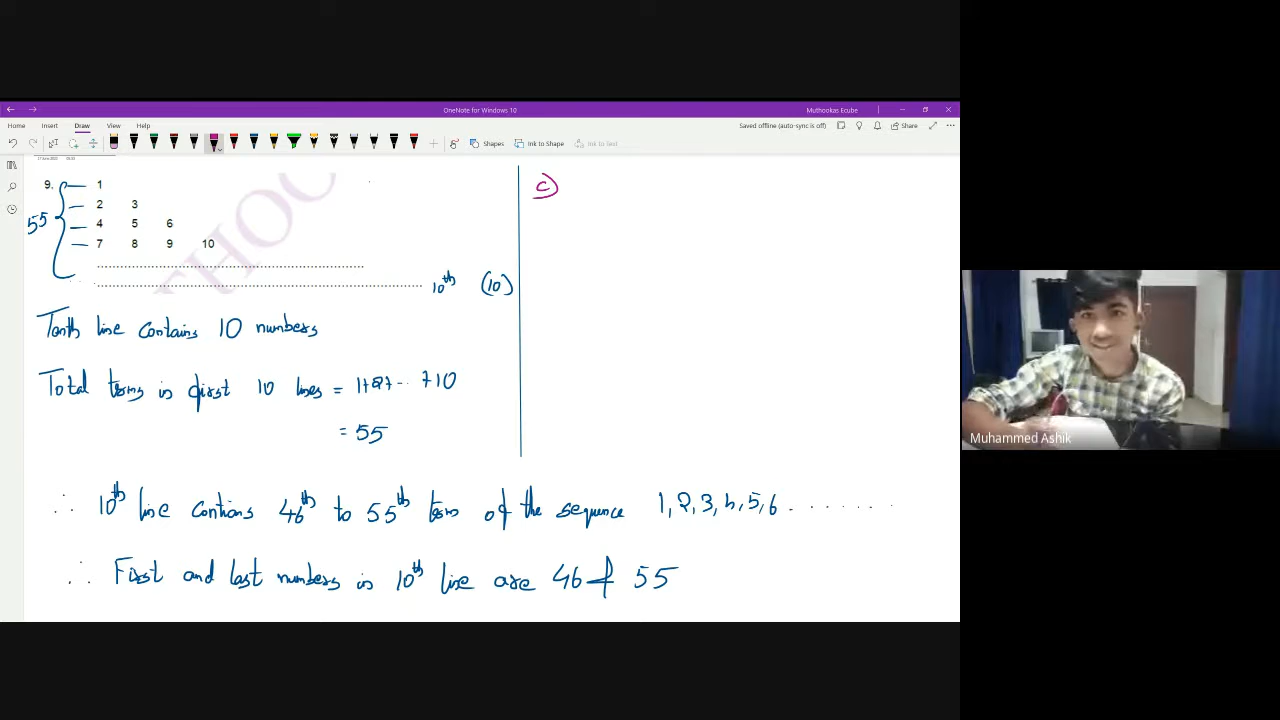 OneNote for Windows 10
Muthookas Ecube
Home Insert Draw View Help
Saved offline (auto-sync is off)
Share
Shapes
Ink to Shape
Ink to Text
9. 1
2 3
4 5 6
7 8 9 10
55
10th (10)
c)
Tenth line contains 10 numbers
Total terms in first 10 lines = 1+2+...+10
= 55
∴ 10th line contians 46th to 55th term of the sequence 1, 2, 3, 4, 5, 6 .........
∴ First and last numbers in 10th line are 46 & 55
Muhammed Ashik